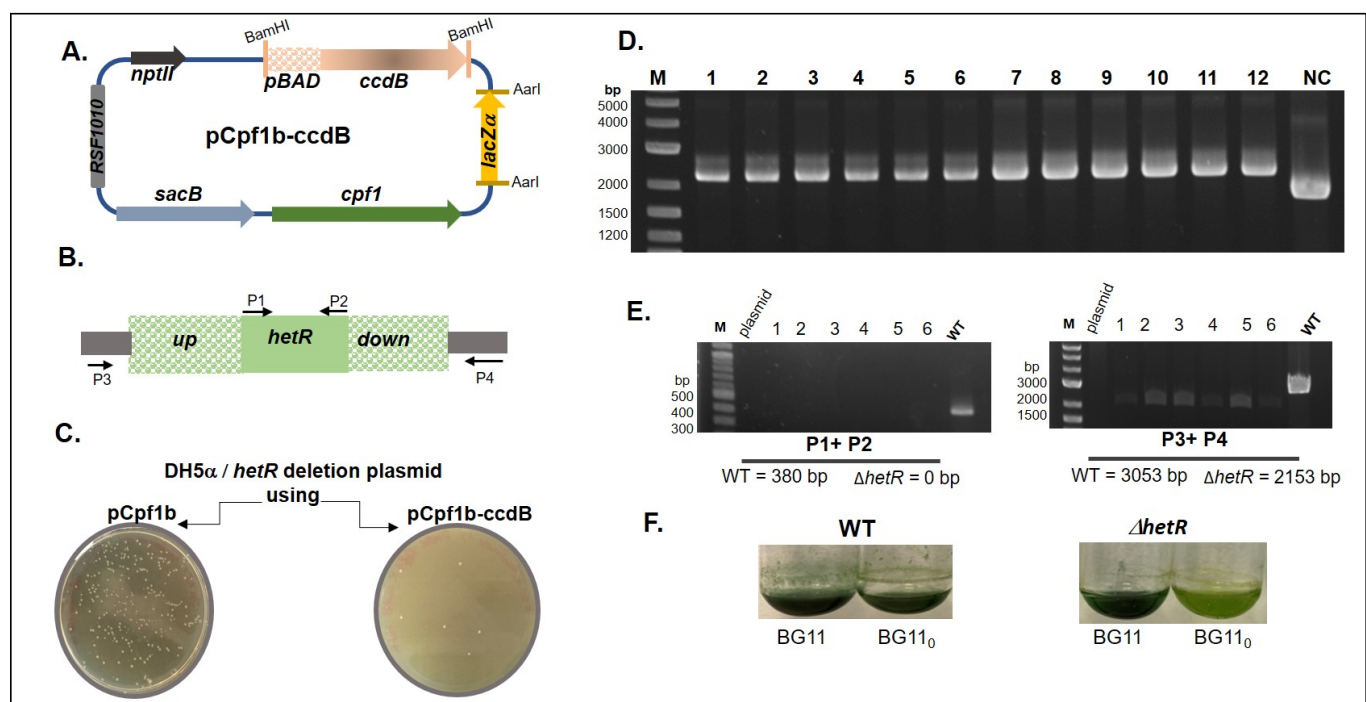 A.
BamHI
BamHI
nptII
pBAD
ccdB
AarI
RSF1010
pCpf1b-ccdB
lacZα
AarI
sacB
cpf1
B.
P1
P2
up
hetR
down
P3
P4
C.
DH5α / hetR deletion plasmid
using
pCpf1b
pCpf1b-ccdB
D.
M 1 2 3 4 5 6 7 8 9 10 11 12 NC
bp
5000
4000
3000
2000
1500
1200
E.
M plasmid 1 2 3 4 5 6 WT
bp
500
400
300
P1+ P2
WT = 380 bp ΔhetR = 0 bp
M plasmid 1 2 3 4 5 6 WT
bp
3000
2000
1500
P3+ P4
WT = 3053 bp ΔhetR = 2153 bp
F.
WT
ΔhetR
BG11 BG11₀
BG11 BG11₀